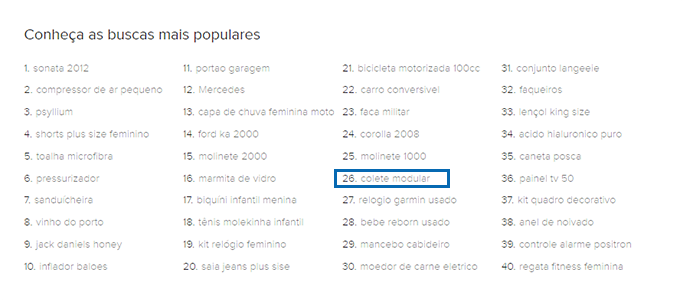 Conheça as buscas mais populares
1. sonata 2012
2. compressor de ar pequeno
3. psyllium
4. shorts plus size feminino
5. toalha microfibra
6. pressurizador
7. sanduicheira
8. vinho do porto
9. jack daniels honey
10. inflador baloes
11. portao garagem
12. Mercedes
13. capa de chuva feminina moto
14. ford ka 2000
15. molinete 2000
16. marmita de vidro
17. biquíni infantil menina
18. tênis molekinha infantil
19. kit relógio feminino
20. saia jeans plus sise
21. bicicleta motorizada 100cc
22. carro conversivel
23. faca militar
24. corolla 2008
25. molinete 1000
26. colete modular
27. relogio garmin usado
28. bebe reborn usado
29. mancebo cabideiro
30. moedor de carne eletrico
31. conjunto langeeie
32. faqueiros
33. lençol king size
34. acido hialuronico puro
35. caneta posca
36. painel tv 50
37. kit quadro decorativo
38. anel de noivado
39. controle alarme positron
40. regata fitness feminina